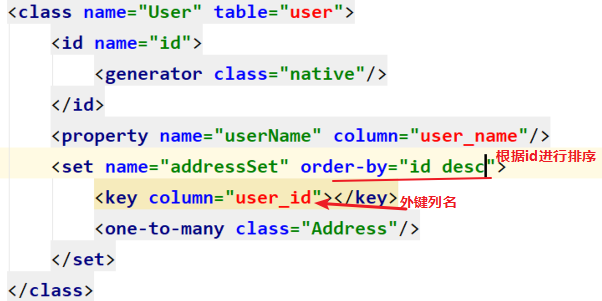 <class name="User" table="user">
<id name="id">
<generator class="native"/>
</id>
<property name="userName" column="user_name"/>
<set name="addressSet" order-by="id desc"> 根据id进行排序
<key column="user_id"></key> 外键列名
<one-to-many class="Address"/>
</set>
</class>